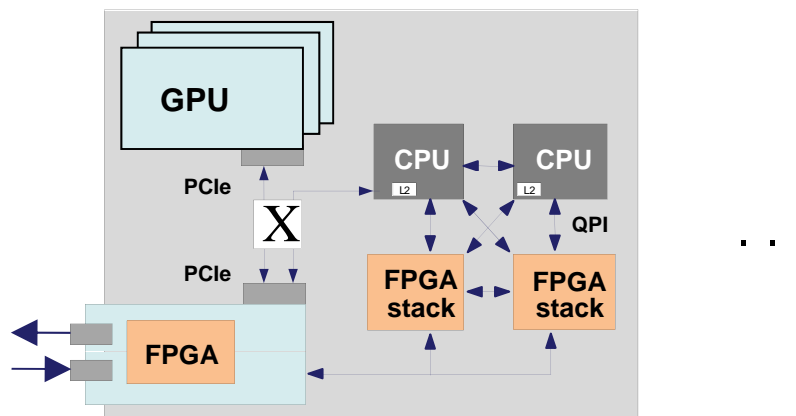 GPU
CPU
CPU
L2
L2
PCIe
X
QPI
PCIe
FPGA
stack
FPGA
stack
FPGA
. .